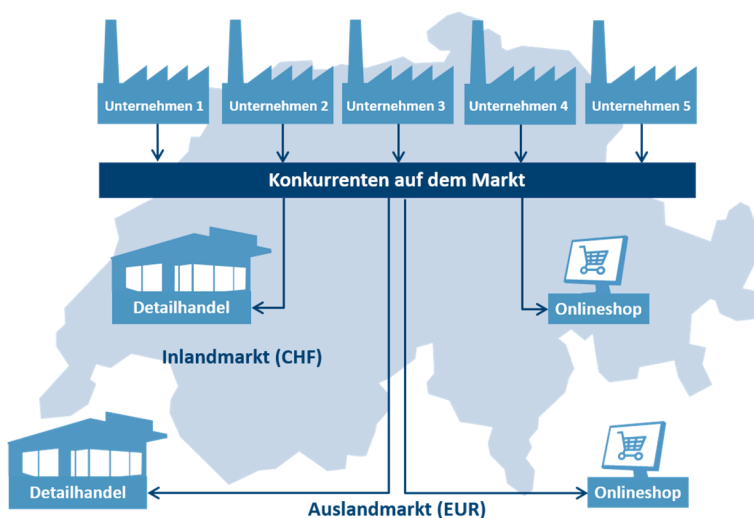 Unternehmen 1
Unternehmen 2
Unternehmen 3
Unternehmen 4
Unternehmen 5
Konkurrenten auf dem Markt
Detailhandel
Onlineshop
Inlandmarkt (CHF)
Detailhandel
Onlineshop
Auslandmarkt (EUR)